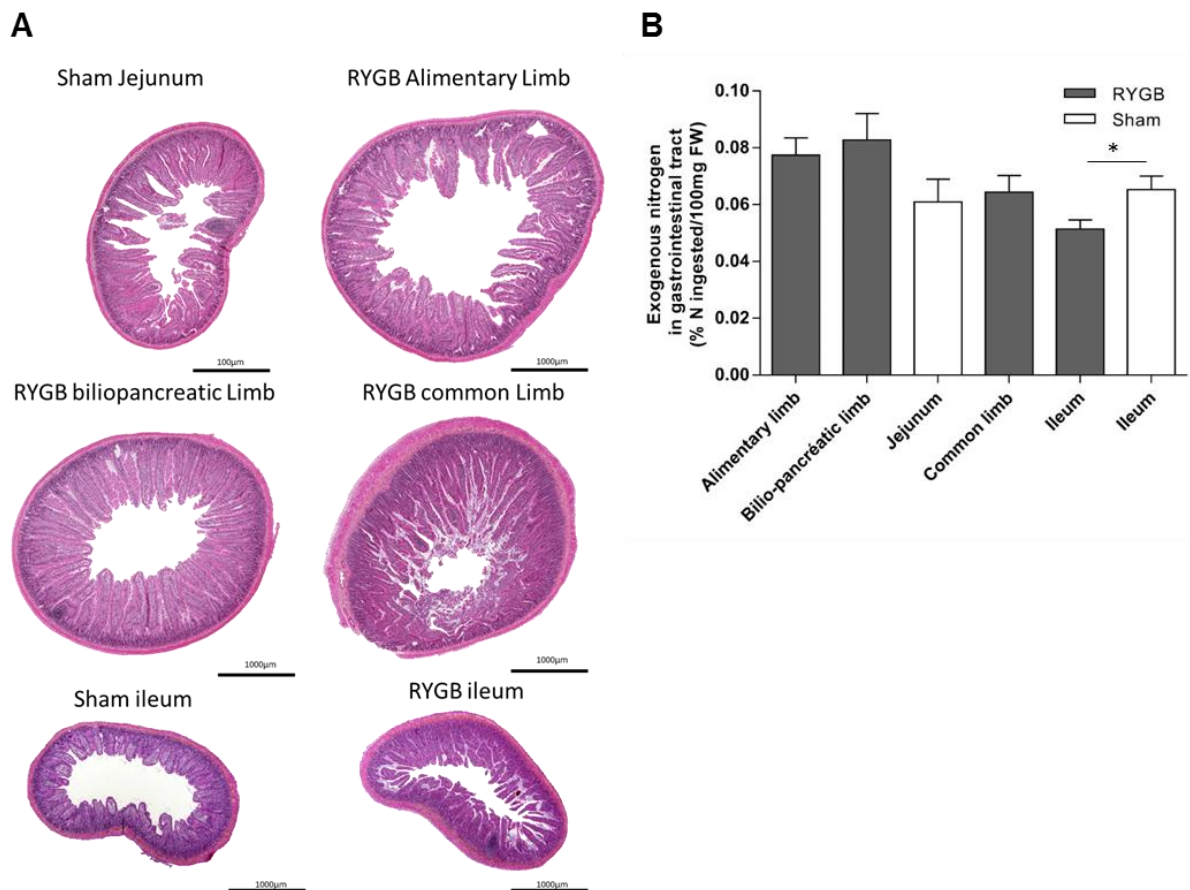 A
Sham Jejunum
RYGB Alimentary Limb
100µm
1000µm
RYGB biliopancreatic Limb
RYGB common Limb
1000µm
1000µm
Sham ileum
RYGB ileum
1000µm
1000µm
B
Exogenous nitrogen
in gastrointestinal tract
(% N ingested/100mg FW)
0.10
0.08
0.06
0.04
0.02
0.00
RYGB
Sham
*
Alimentary limb
Bilio-pancréatic limb
Jejunum
Common limb
Ileum
Ileum